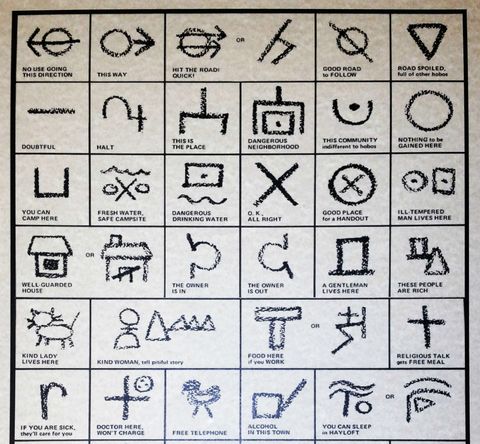 NO USE GOING
THIS DIRECTION
THIS WAY
HIT THE ROAD!
QUICK!
OR
GOOD ROAD
to FOLLOW
ROAD SPOILED,
full of other hobos
DOUBTFUL
HALT
THIS IS
THE PLACE
DANGEROUS
NEIGHBORHOOD
THIS COMMUNITY
indifferent to hobos
NOTHING to be
GAINED HERE
YOU CAN
CAMP HERE
FRESH WATER,
SAFE CAMPSITE
DANGEROUS
DRINKING WATER
O. K.,
ALL RIGHT
GOOD PLACE
for a HANDOUT
ILL-TEMPERED
MAN LIVES HERE
WELL-GUARDED
HOUSE
OR
THE OWNER
IS IN
THE OWNER
IS OUT
A GENTLEMAN
LIVES HERE
THESE PEOPLE
ARE RICH
KIND LADY
LIVES HERE
KIND WOMAN, tell pitiful story
FOOD HERE
if you WORK
OR
RELIGIOUS TALK
gets FREE MEAL
IF YOU ARE SICK,
they'll care for you
DOCTOR HERE,
WON'T CHARGE
FREE TELEPHONE
ALCOHOL
IN THIS TOWN
YOU CAN SLEEP
in HAYLOFT
OR